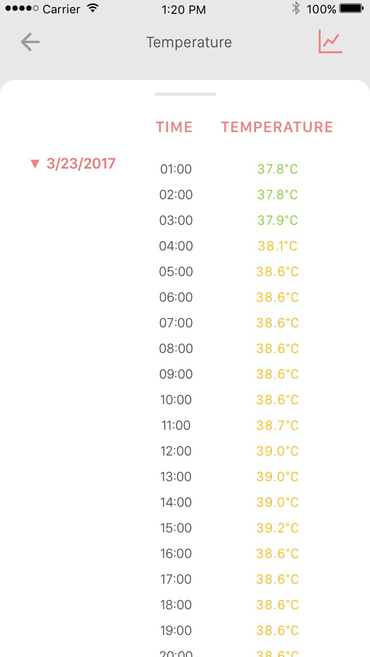 Carrier 1:20 PM 100%
Temperature
TIME TEMPERATURE
▼ 3/23/2017
01:00 37.8°C
02:00 37.8°C
03:00 37.9°C
04:00 38.1°C
05:00 38.6°C
06:00 38.6°C
07:00 38.6°C
08:00 38.6°C
09:00 38.6°C
10:00 38.6°C
11:00 38.7°C
12:00 39.0°C
13:00 39.0°C
14:00 39.0°C
15:00 39.2°C
16:00 38.6°C
17:00 38.6°C
18:00 38.6°C
19:00 38.6°C
20:00 38.6°C